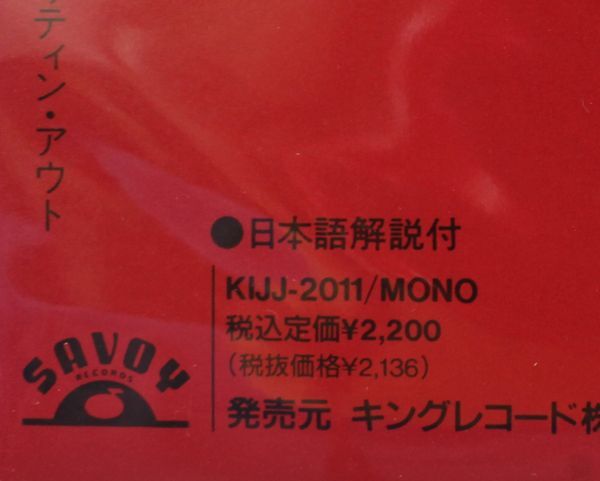 ティン・アウト
●日本語解説付
KIJJ-2011/MONO
税込定価¥2,200
(税抜価格¥2,136)
発売元 キングレコード株
SAVOY
RECORDS